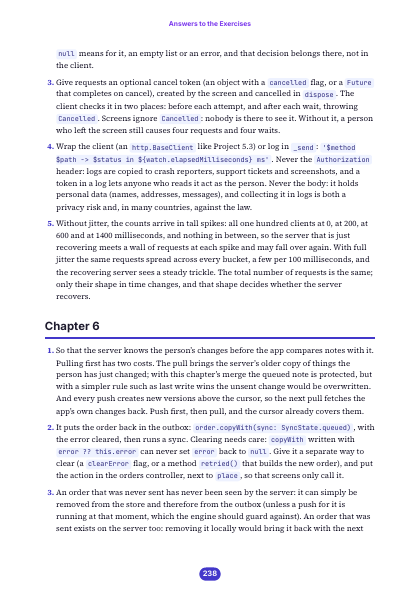 Answers to the Exercises
null means for it, an empty list or an error, and that decision belongs there, not in
the client.
3. Give requests an optional cancel token (an object with a cancelled flag, or a Future
that completes on cancel), created by the screen and cancelled in dispose. The
client checks it in two places: before each attempt, and after each wait, throwing
Cancelled. Screens ignore Cancelled: nobody is there to see it. Without it, a person
who left the screen still causes four requests and four waits.
4. Wrap the client (an http.BaseClient like Project 5.3) or log in _send: '$method
$path -> $status in ${watch.elapsedMilliseconds} ms'. Never the Authorization
header: logs are copied to crash reporters, support tickets and screenshots, and a
token in a log lets anyone who reads it act as the person. Never the body: it holds
personal data (names, addresses, messages), and collecting it in logs is both a
privacy risk and, in many countries, against the law.
5. Without jitter, the counts arrive in tall spikes: all one hundred clients at 0, at 200, at
600 and at 1400 milliseconds, and nothing in between, so the server that is just
recovering meets a wall of requests at each spike and may fall over again. With full
jitter the same requests spread across every bucket, a few per 100 milliseconds, and
the recovering server sees a steady trickle. The total number of requests is the same;
only their shape in time changes, and that shape decides whether the server
recovers.
Chapter 6
1. So that the server knows the person's changes before the app compares notes with it.
Pulling first has two costs. The pull brings the server's older copy of things the
person has just changed; with this chapter's merge the queued note is protected, but
with a simpler rule such as last write wins the unsent change would be overwritten.
And every push creates new versions above the cursor, so the next pull fetches the
app's own changes back. Push first, then pull, and the cursor already covers them.
2. It puts the order back in the outbox: order.copyWith(sync: SyncState.queued), with
the error cleared, then runs a sync. Clearing needs care: copyWith written with
error ?? this.error can never set error back to null. Give it a separate way to
clear (a clearError flag, or a method retried() that builds the new order), and put
the action in the orders controller, next to place, so that screens only call it.
3. An order that was never sent has never been seen by the server: it can simply be
removed from the store and therefore from the outbox (unless a push for it is
running at that moment, which the engine should guard against). An order that was
sent exists on the server too: removing it locally would bring it back with the next
238